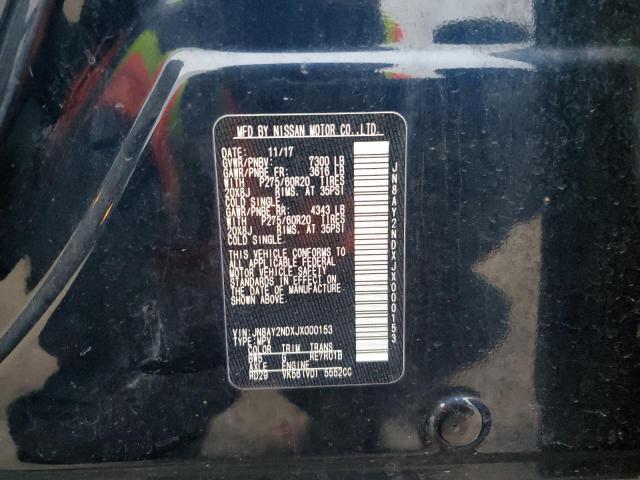 MFD BY NISSAN MOTOR CO.,LTD.
DATE: 11/17
GVWR/PNBV: 7300 LB
GAWR/PNBE FR: 3616 LB
WITH P275/60R20 TIRES
20X8J RIMS, AT 35PSI
COLD SINGLE.
GAWR/PNBE RR: 4343 LB
WITH P275/60R20 TIRES
20X8J RIMS, AT 35PSI
COLD SINGLE.
THIS VEHICLE CONFORMS TO
ALL APPLICABLE FEDERAL
MOTOR VEHICLE SAFETY
STANDARDS IN EFFECT ON
THE DATE OF MANUFACTURE
SHOWN ABOVE.
VIN: JN8AY2NDXJX000153
TYPE: MPV
COLOR TRIM TRANS
BW5 G RE7R01B
AXLE ENGINE
RD29 VK56(VD) 5552CC
JN8AY2NDXJX000153